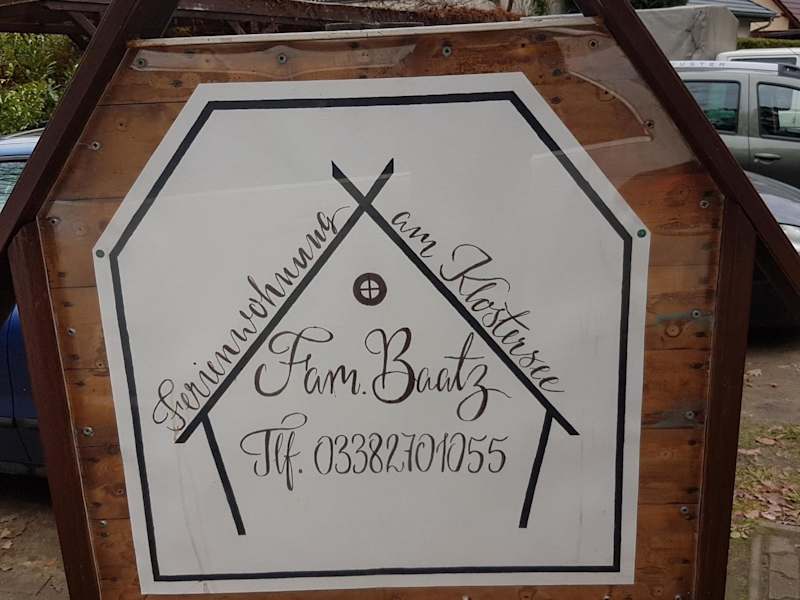 Ferienwohnung
am Klostersee
Fam. Baatz
Tlf. 03382701055